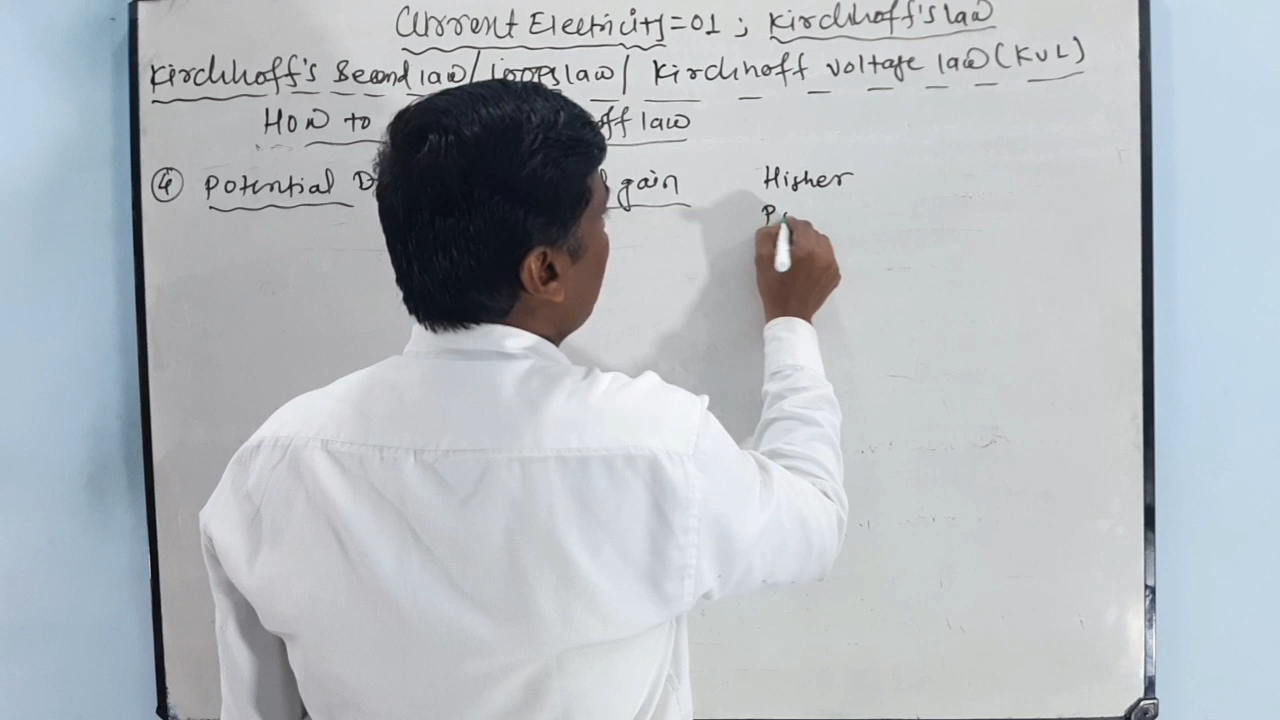 Current Electricity=01 ; Kirchhoff's law
Kirchhoff's Second law/ Loops law/ Kirchhoff voltage law (KVL)
How to off law
④ Potential D gain Higher
P